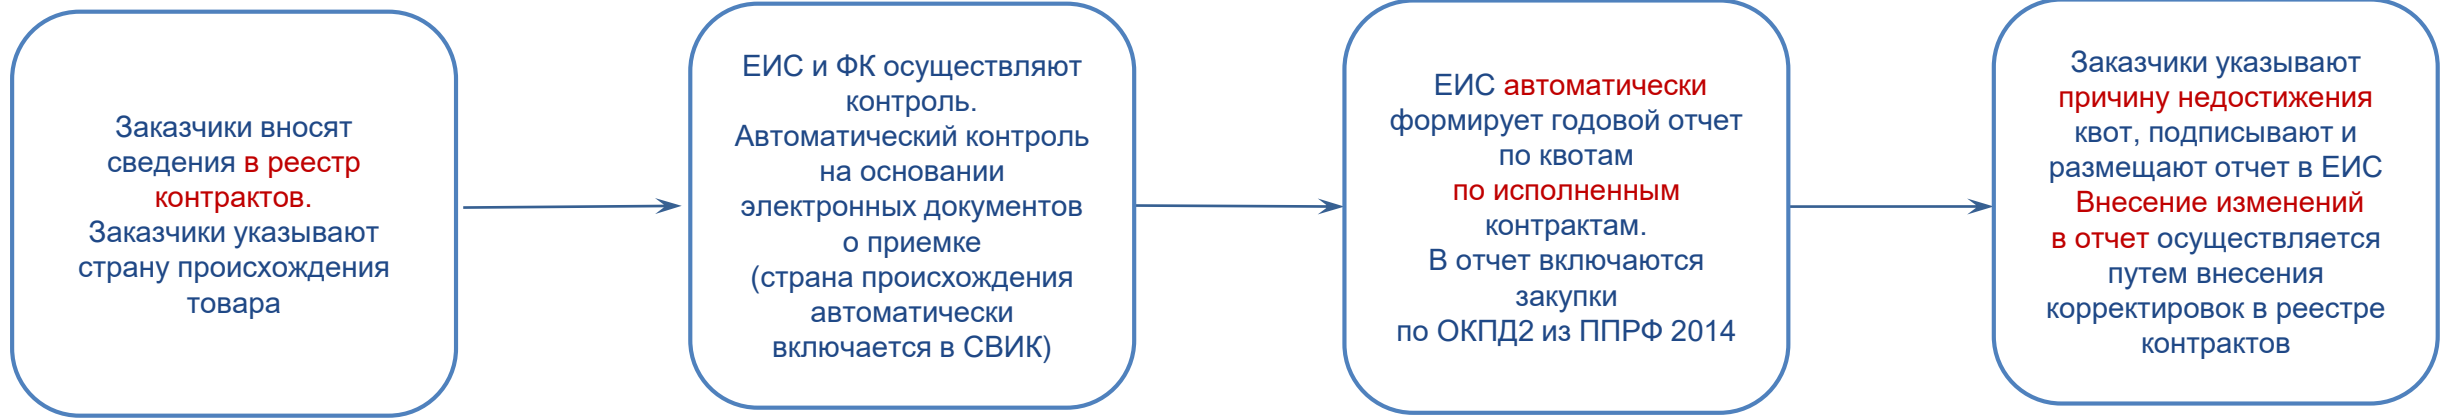 Заказчики вносят
сведения в реестр
контрактов.
Заказчики указывают
страну происхождения
товара
ЕИС и ФК осуществляют
контроль.
Автоматический контроль
на основании
электронных документов
о приемке
(страна происхождения
автоматически
включается в СВИК)
ЕИС автоматически
формирует годовой отчет
по квотам
по исполненным
контрактам.
В отчет включаются
закупки
по ОКПД2 из ППРФ 2014
Заказчики указывают
причину недостижения
квот, подписывают и
размещают отчет в ЕИС
Внесение изменений
в отчет осуществляется
путем внесения
корректировок в реестре
контрактов